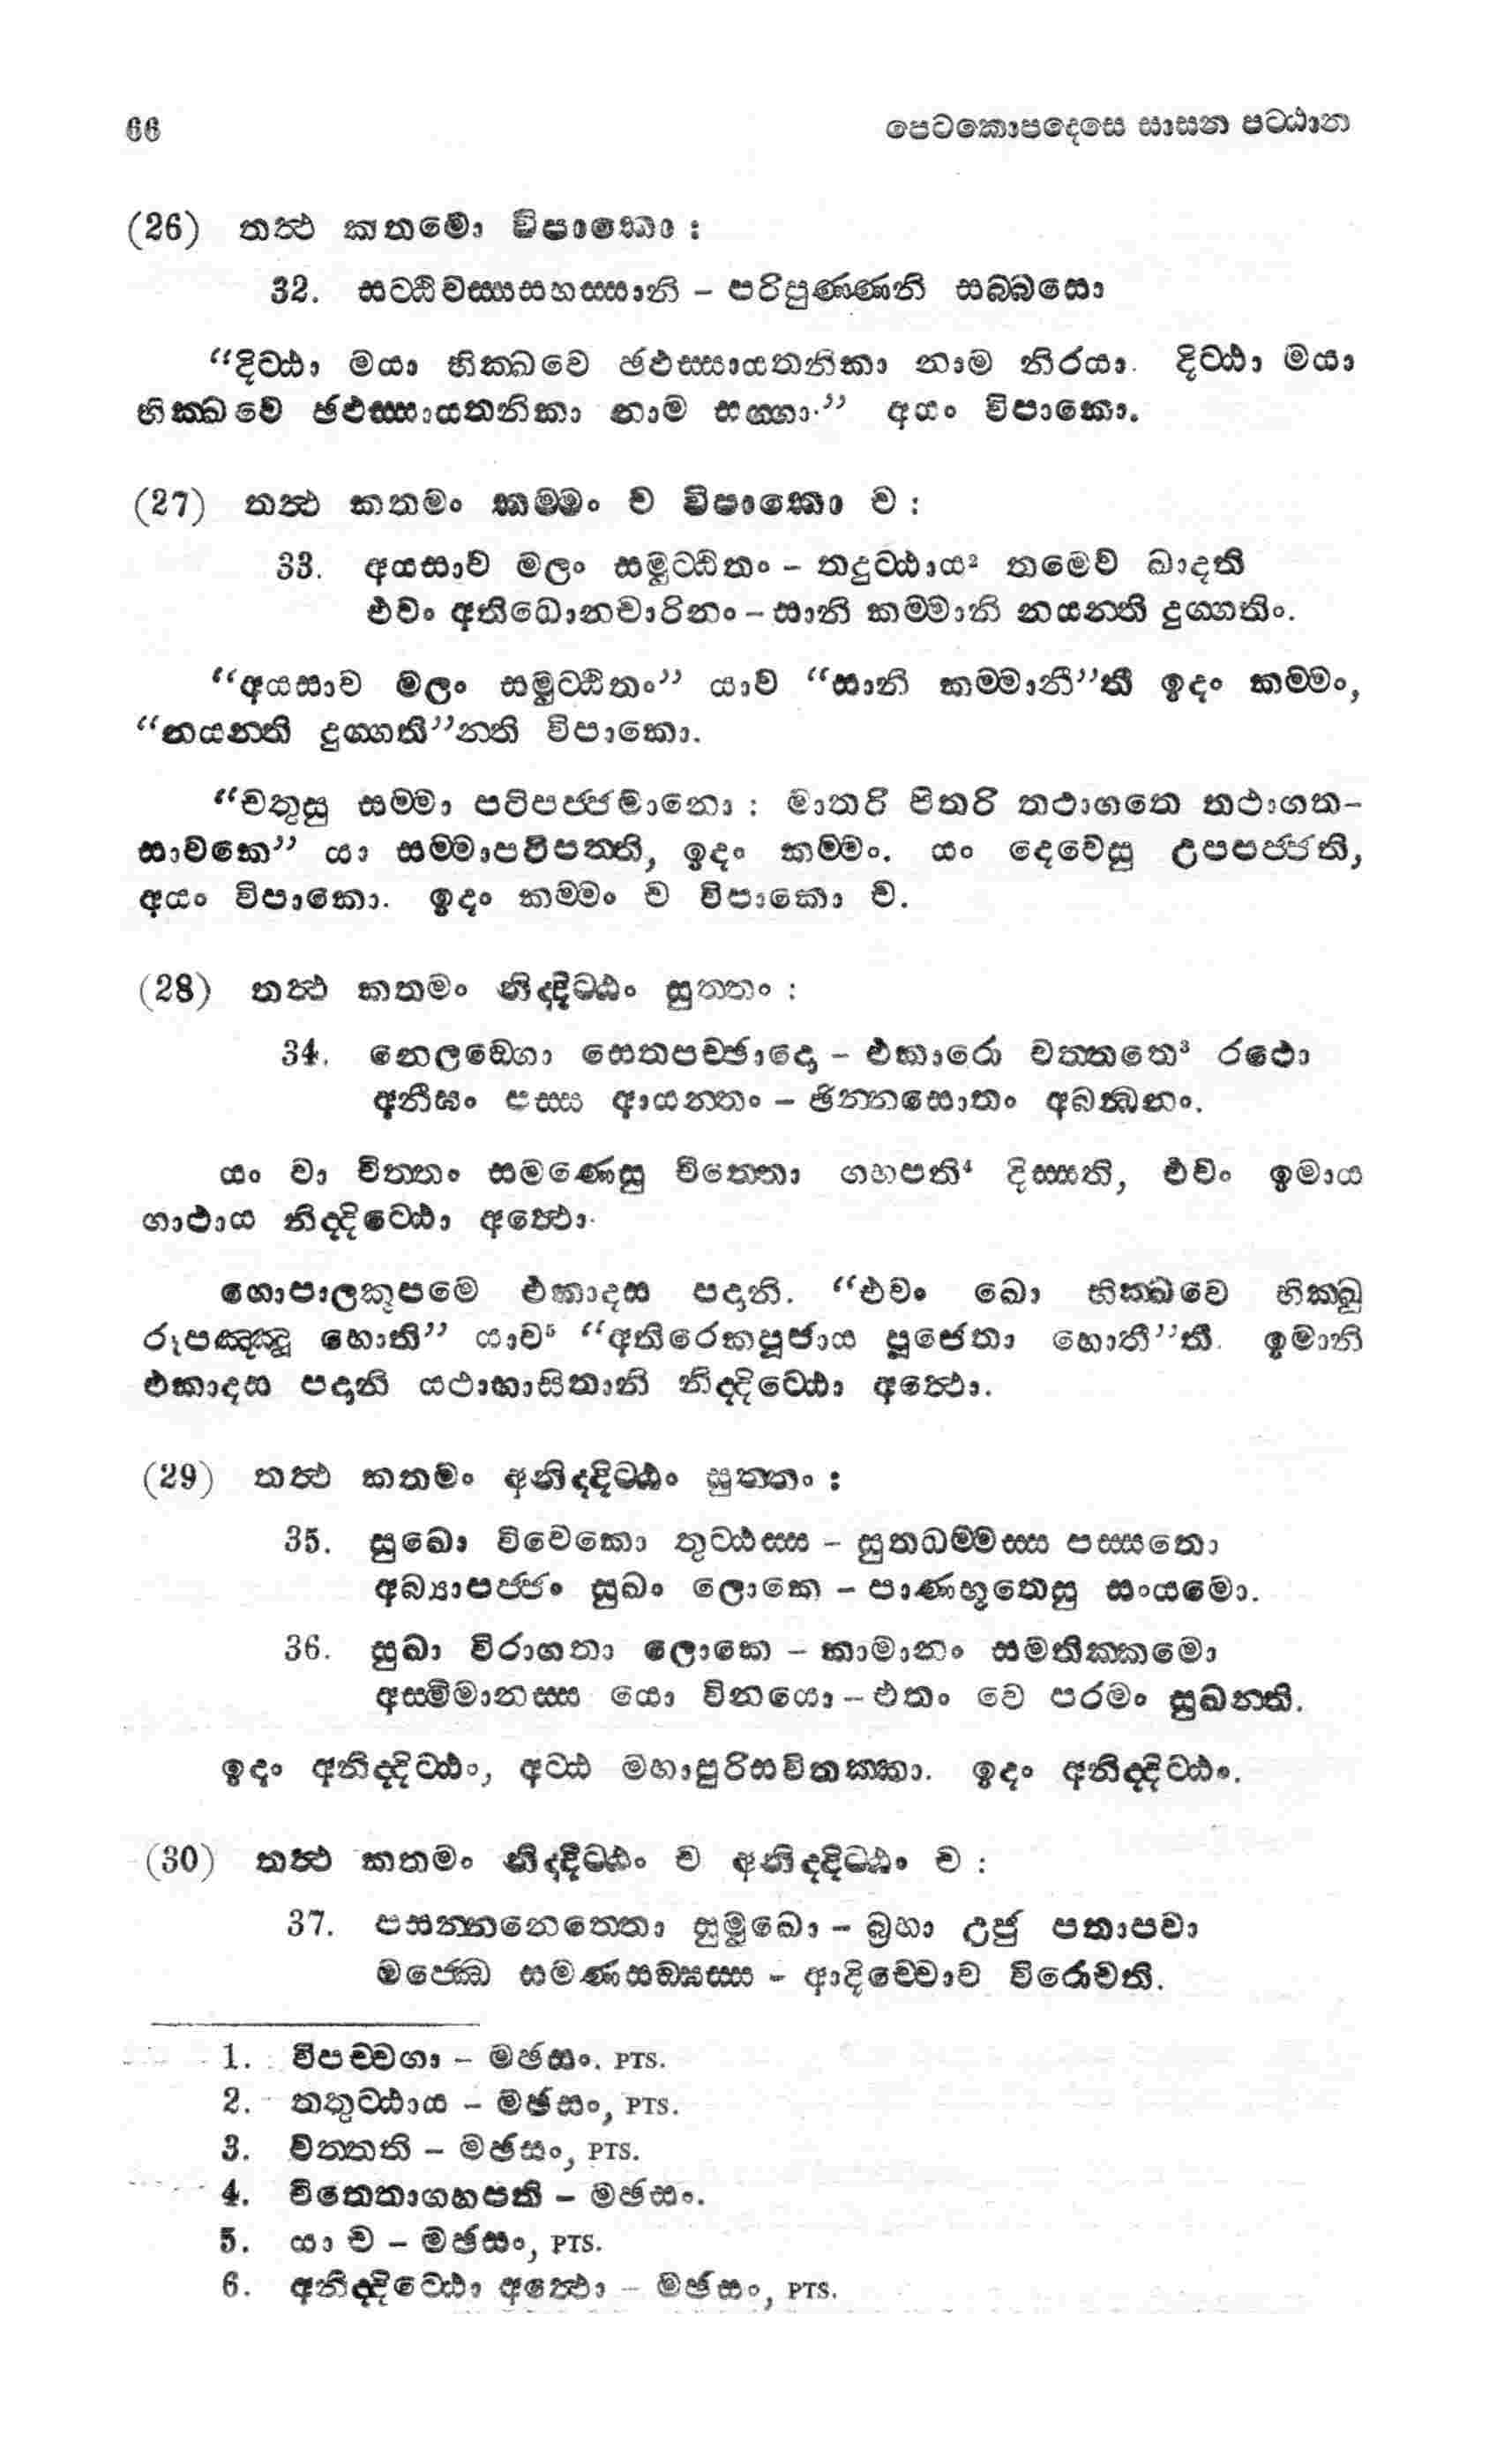 66
පෙටකොපදෙසෙ සාසන පට්ඨාන
(26) තත්‍ථ කතමො විපාකො :
32. සට්ඨිවස්සසහස්සානි – පරිපුණ්ණනි සබ්බසො
“දිට්ඨා මයා භික්ඛවෙ ඡඵස්සායතනිකා නාම නිරයා. දිට්ඨා මයා
භික්ඛවෙ ඡඵස්සායතනිකා නාම සග්ගා.” අයං විපාකො.
(27) තත්‍ථ කතමං කම්මං ච විපාකො ච :
33. අයසාව මලං සමුට්ඨිතං – තදුට්ඨාය² තමෙව ඛාදති
එවං අතිධොනචාරිනං – සානි කම්මානි නයන්ති දුග්ගතිං.
“අයසාව මලං සමුට්ඨිතං” යාව “සානි කම්මානී”ති ඉදං කම්මං,
“නයන්ති දුග්ගති”න්ති විපාකො.
“චතුසු සම්මා පටිපජ්ජමානො : මාතරි පිතරි තථාගතෙ තථාගත-
සාවකෙ” යා සම්මාපටිපත්ති, ඉදං කම්මං. යං දෙවෙසු උපපජ්ජති,
අයං විපාකො. ඉදං කම්මං ච විපාකො ච.
(28) තත්‍ථ කතමං නිද්දිට්ඨං සුත්තං :
34. නෙලඞ්ගො සෙතපච්ඡාදො – එකාරො වත්තතෙ³ රථො
අනීඝං පස්ස ආයන්තං – ඡින්නසොතං අබන්ධනං.
යං වා චිත්තං සමණෙසු චිත්තො ගහපති⁴ දිස්සති, එවං ඉමාය
ගාථාය නිද්දිට්ඨො අත්‍ථො.
ගොපාලකූපමෙ එකාදස පදානි. “එවං ඛො භික්ඛවෙ භික්ඛු
රූපඤ්ඤූ හොති” යාව⁵ “අතිරෙකපූජාය පූජෙතා හොතී”ති. ඉමානි
එකාදස පදානි යථාභාසිතානි නිද්දිට්ඨො අත්‍ථො.
(29) තත්‍ථ කතමං අනිද්දිට්ඨං සුත්තං :
35. සුඛො විවෙකො තුට්ඨස්ස – සුතධම්මස්ස පස්සතො
අබ්‍යාපජ්ජං සුඛං ලොකෙ – පාණභූතෙසු සංයමො.
36. සුඛා විරාගතා ලොකෙ – කාමානං සමතික්කමො
අස්මිමානස්ස යො විනයො – එතං වෙ පරමං සුඛන්ති.
ඉදං අනිද්දිට්ඨං, අට්ඨ මහාපුරිසවිතක්කා. ඉදං අනිද්දිට්ඨං.
(30) තත්‍ථ කතමං නිද්දිට්ඨං ච අනිද්දිට්ඨං ච :
37. පසන්නනෙත්තො සුමුඛො – බ්‍රහා උජු පතාපවා
මජ්ඣෙ සමණසඞ්ඝස්ස – ආදිච්චොව විරොචති.
1. විපච්චගා – මඡසං. PTS.
2. තතුට්ඨාය – මඡසං, PTS.
3. වත්තති – මඡසං, PTS.
4. චිත්තොගහපති – මඡසං.
5. යා ච – මඡසං, PTS.
6. අනිද්දිට්ඨො අත්‍ථො – මඡසං, PTS.